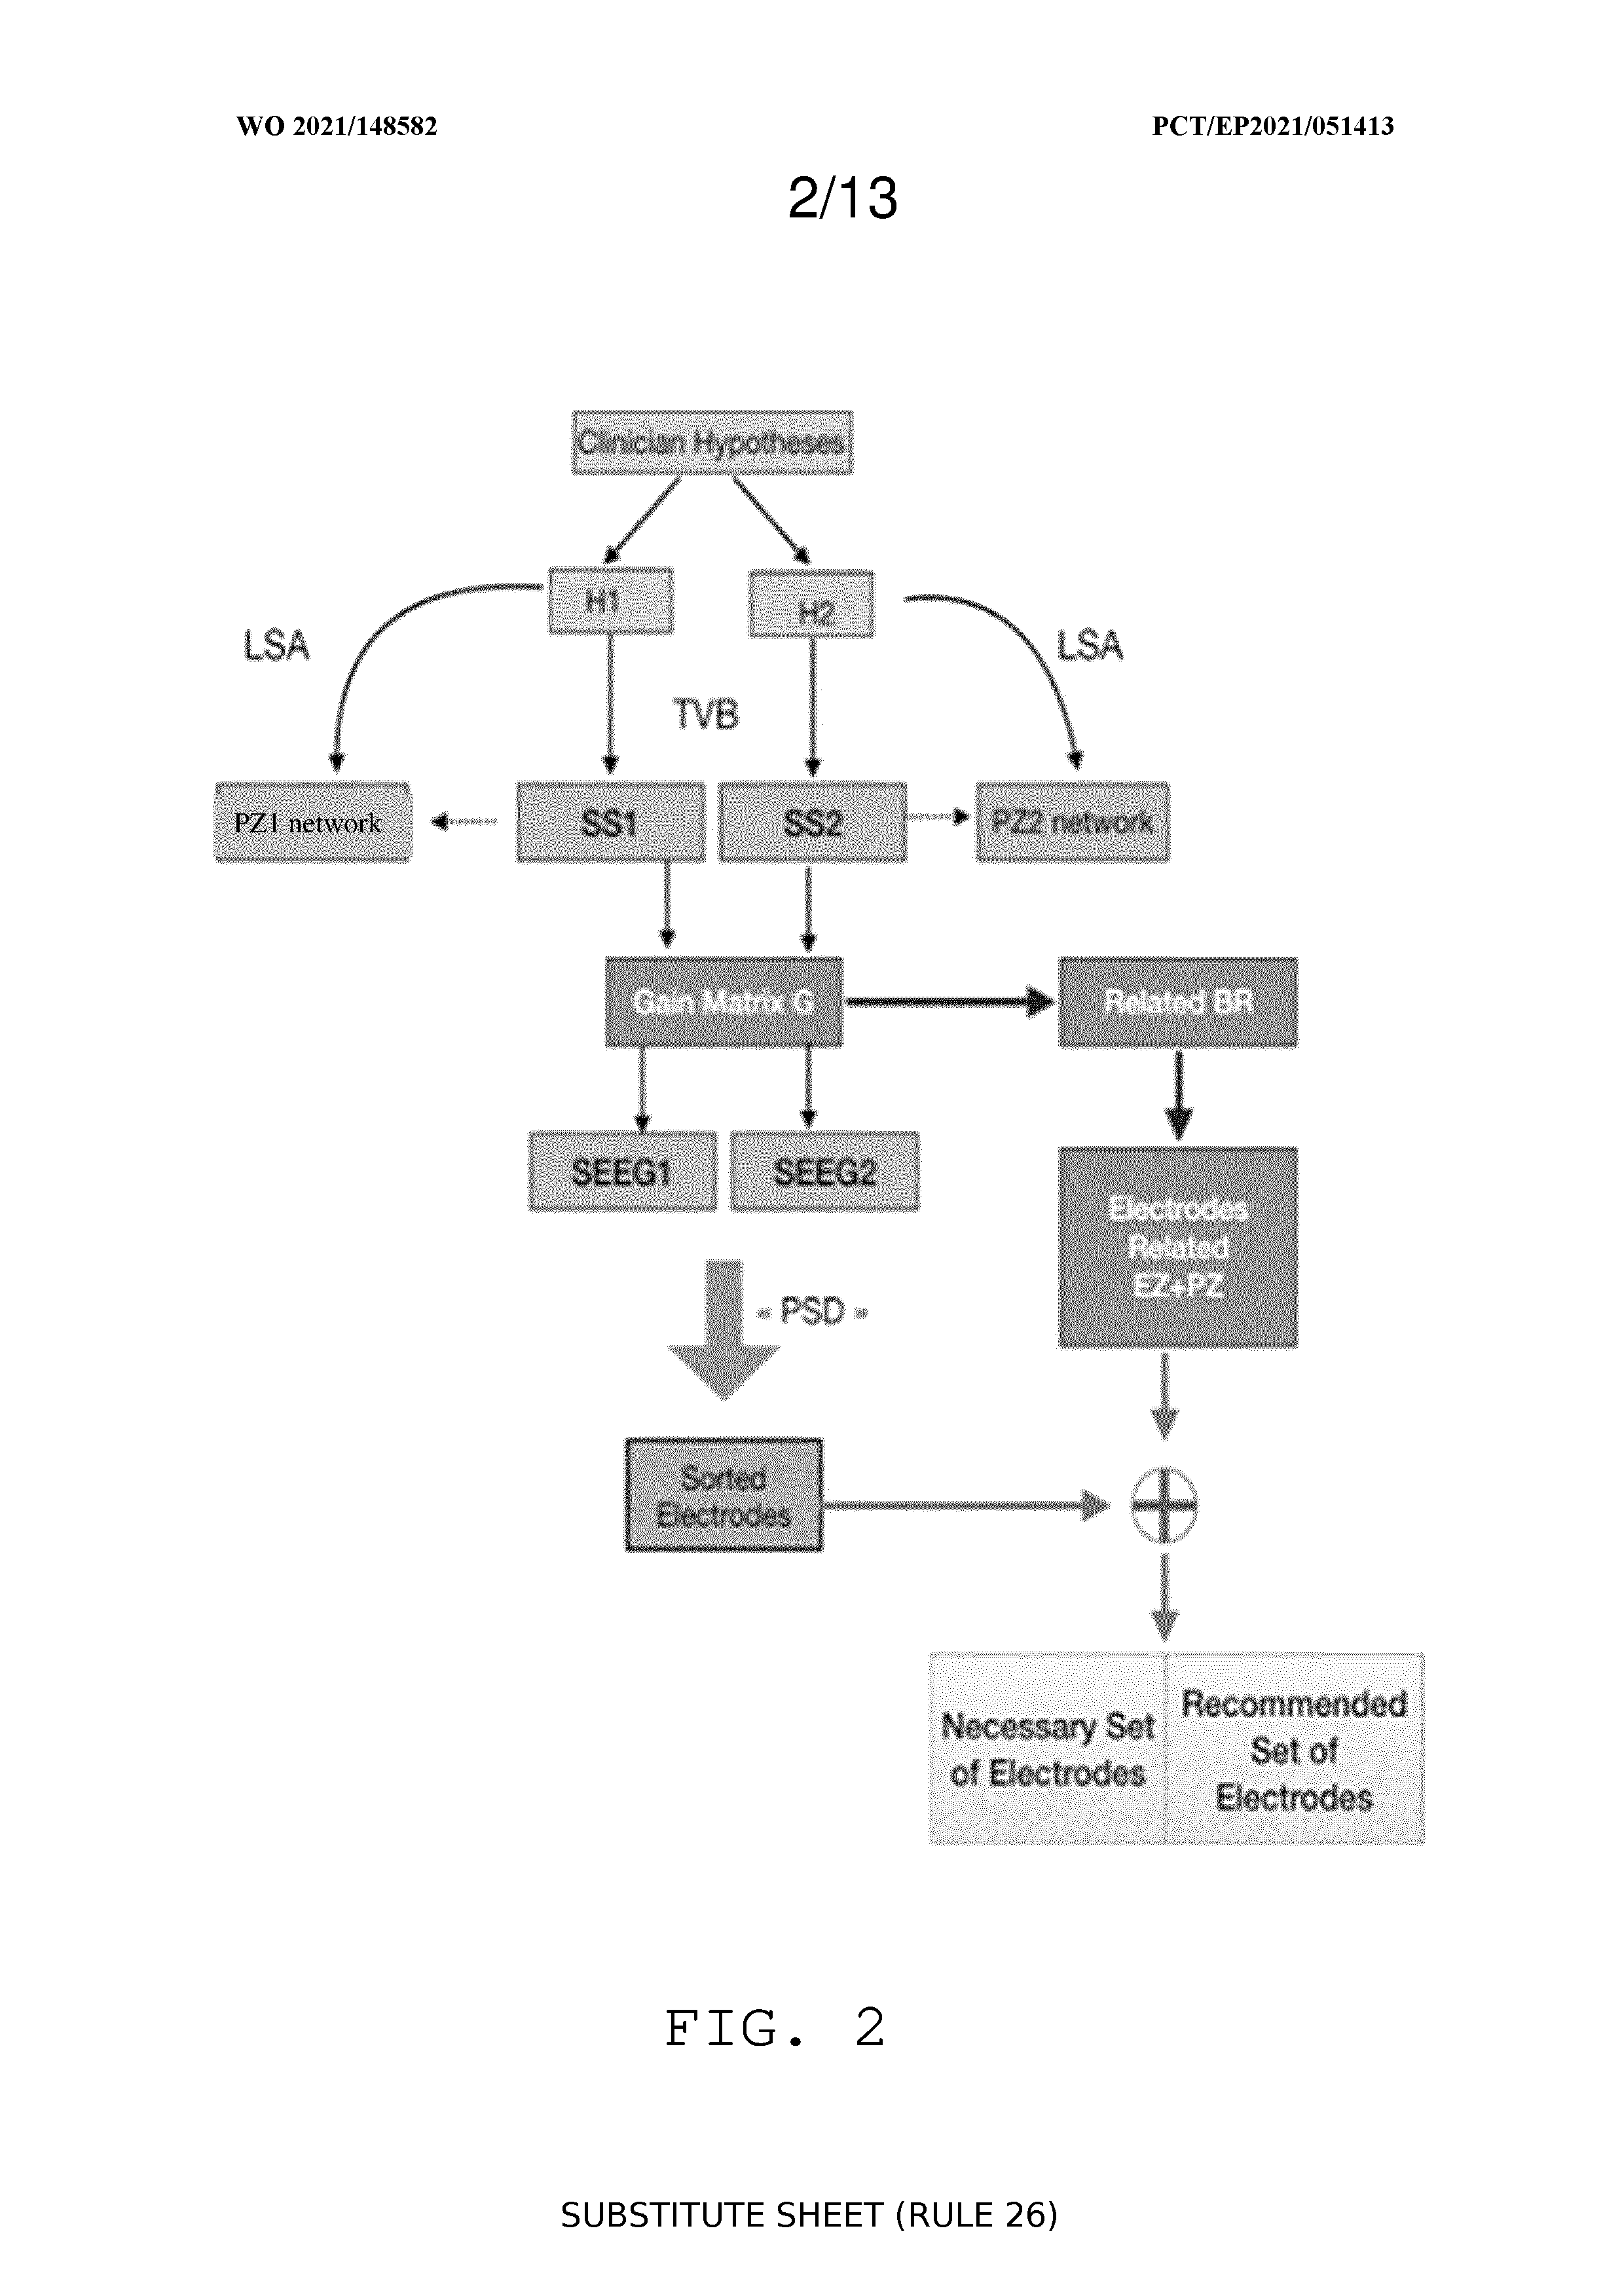 WO 2021/148582 PCT/EP2021/051413
2/13
Clinician Hypotheses
H1 H2
LSA LSA
TVB
PZ1 network SS1 SS2 PZ2 network
Gain Matrix G Related BR
SEEG1 SEEG2
Electrodes
Related
EZ+PZ
« PSD »
Sorted
Electrodes
Necessary Set
of Electrodes
Recommended
Set of
Electrodes
FIG. 2
SUBSTITUTE SHEET (RULE 26)